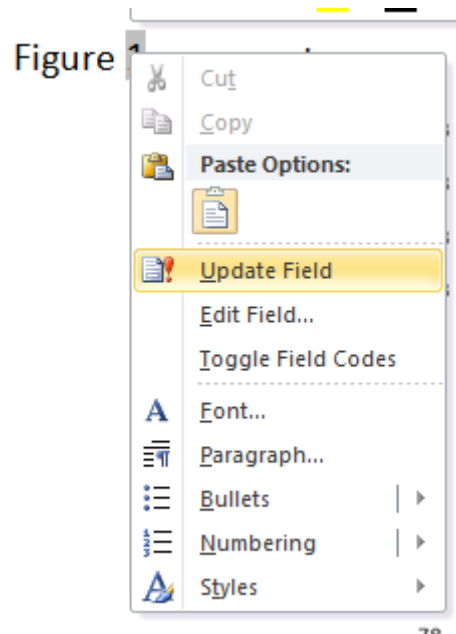 Figure 1
Cut
Copy
Paste Options:
Update Field
Edit Field...
Toggle Field Codes
Font...
Paragraph...
Bullets
Numbering
Styles